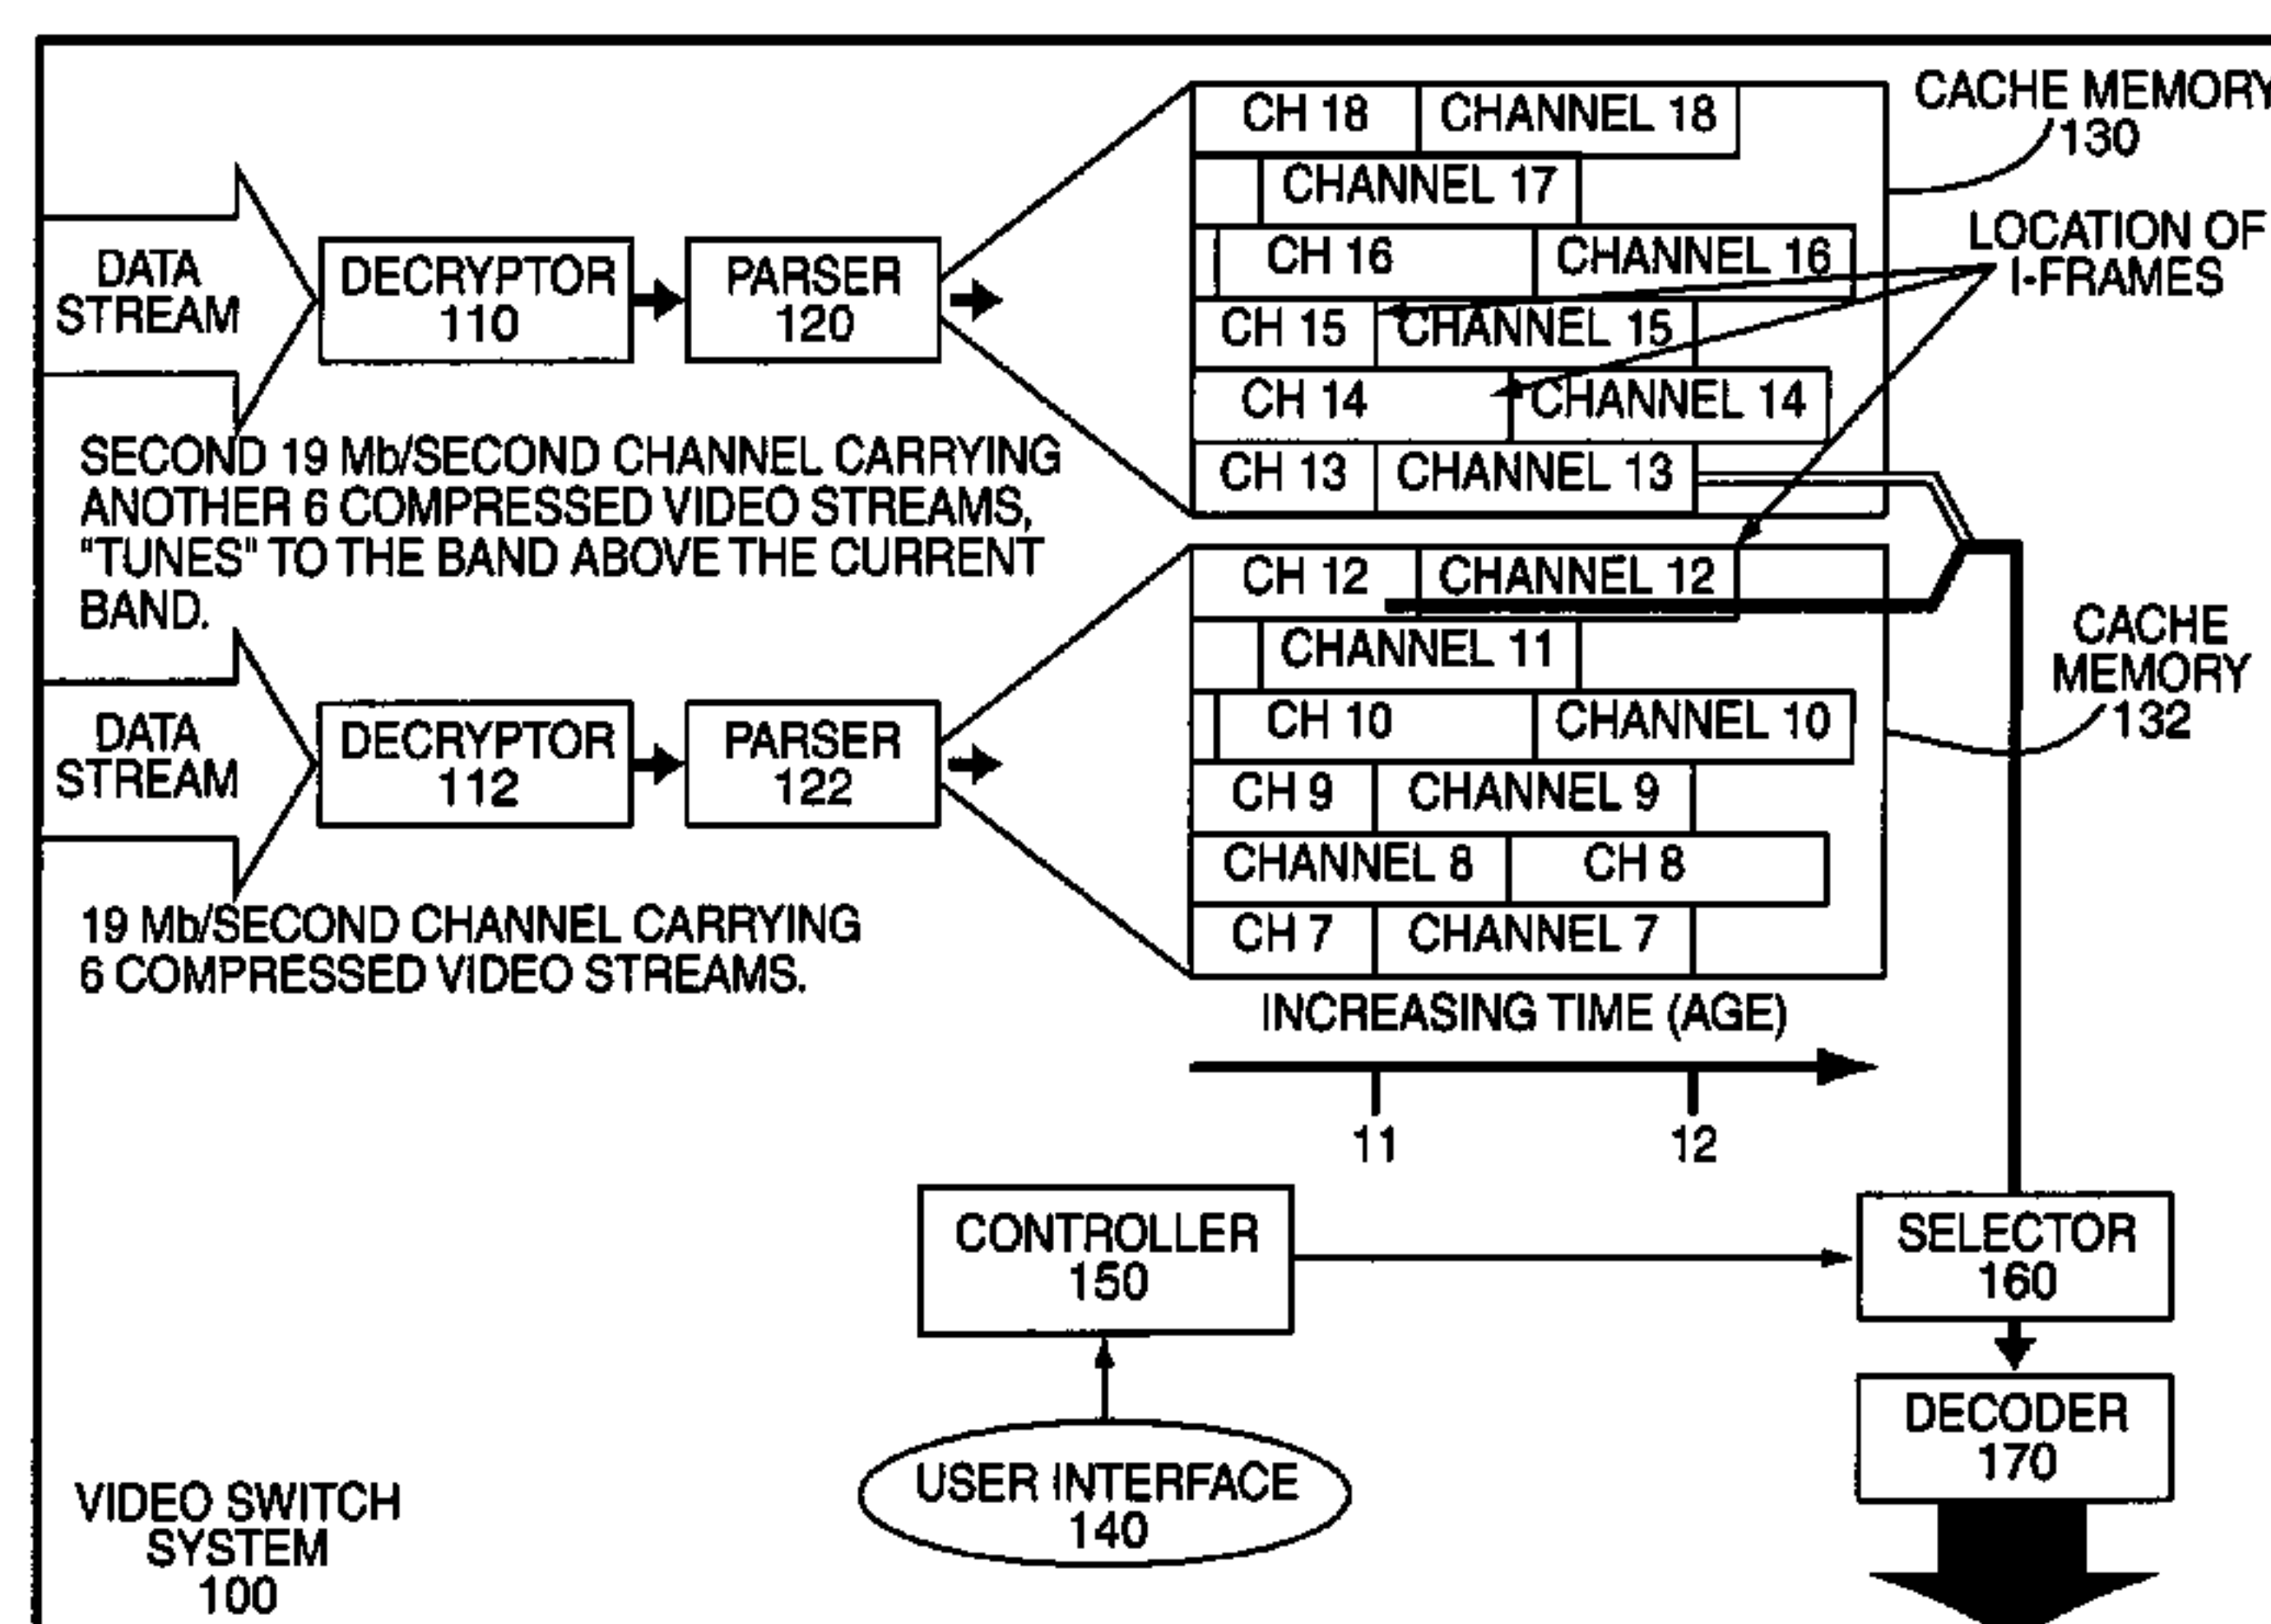 CH 18 CHANNEL 18
CHANNEL 17
CH 16 CHANNEL 16
CH 15 CHANNEL 15
CH 14 CHANNEL 14
CH 13 CHANNEL 13
CACHE MEMORY
130
LOCATION OF
I-FRAMES
DATA
STREAM
DECRYPTOR
110
PARSER
120
SECOND 19 Mb/SECOND CHANNEL CARRYING
ANOTHER 6 COMPRESSED VIDEO STREAMS,
"TUNES" TO THE BAND ABOVE THE CURRENT
BAND.
CH 12 CHANNEL 12
CHANNEL 11
CH 10 CHANNEL 10
CH 9 CHANNEL 9
CHANNEL 8 CH 8
CH 7 CHANNEL 7
CACHE
MEMORY
132
DATA
STREAM
DECRYPTOR
112
PARSER
122
19 Mb/SECOND CHANNEL CARRYING
6 COMPRESSED VIDEO STREAMS.
INCREASING TIME (AGE)
11 12
CONTROLLER
150
SELECTOR
160
DECODER
170
USER INTERFACE
140
VIDEO SWITCH
SYSTEM
100